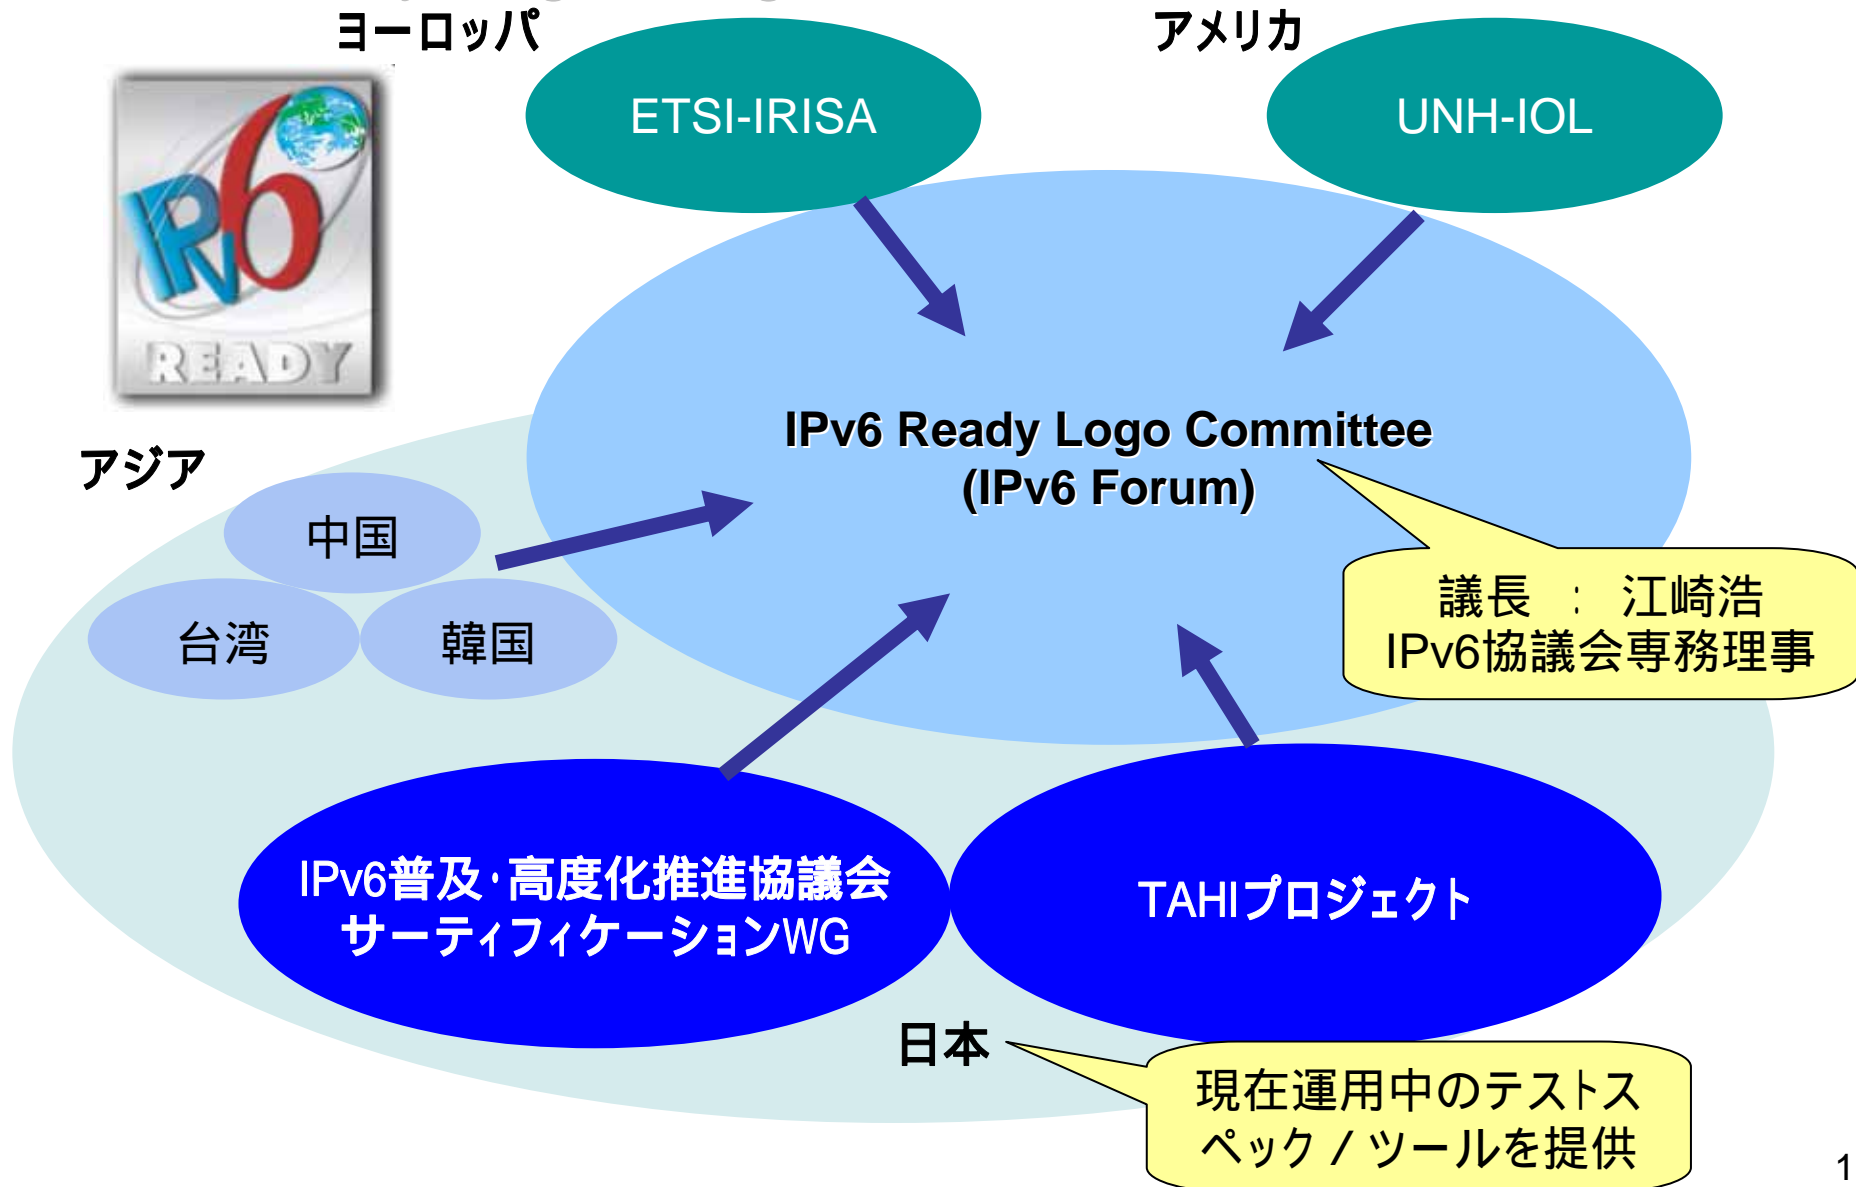 ヨーロッパ
アメリカ
ETSI-IRISA
UNH-IOL
IPv6
READY
IPv6 Ready Logo Committee
(IPv6 Forum)
アジア
中国
台湾
韓国
議長 : 江崎浩
IPv6協議会専務理事
IPv6普及・高度化推進協議会
サーティフィケーションWG
TAHIプロジェクト
日本
現在運用中のテストス
ペック / ツールを提供
1